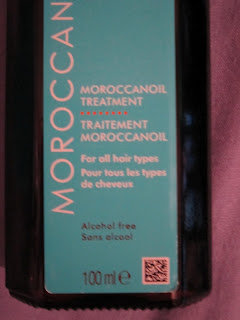 MOROCCAN
MOROCCANOIL
TREATMENT
TRAITEMENT
MOROCCANOIL
For all hair types
Pour tous les types
de cheveux
Alcohol free
Sans alcool
100 ml e